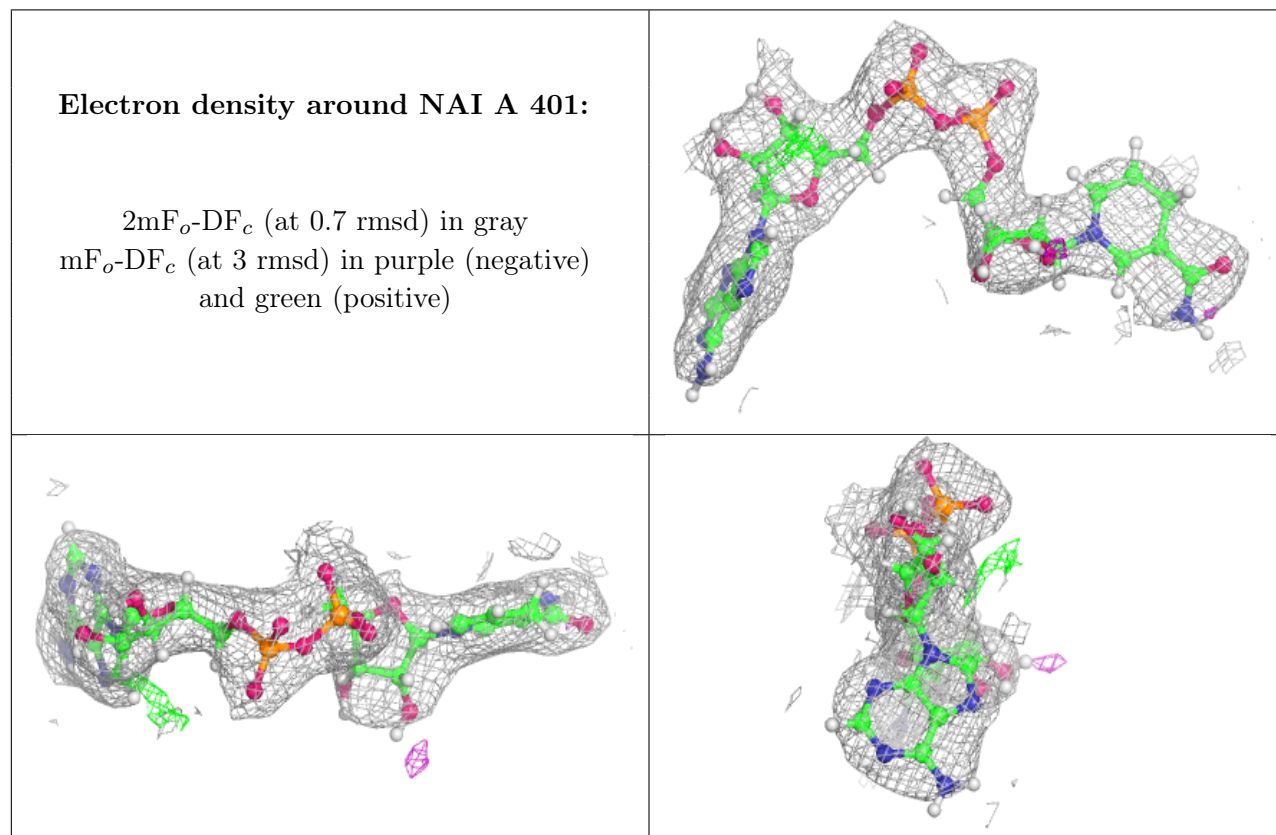 Electron density around NAI A 401:
2mFₒ-DF𝒸 (at 0.7 rmsd) in gray
mFₒ-DF𝒸 (at 3 rmsd) in purple (negative)
and green (positive)